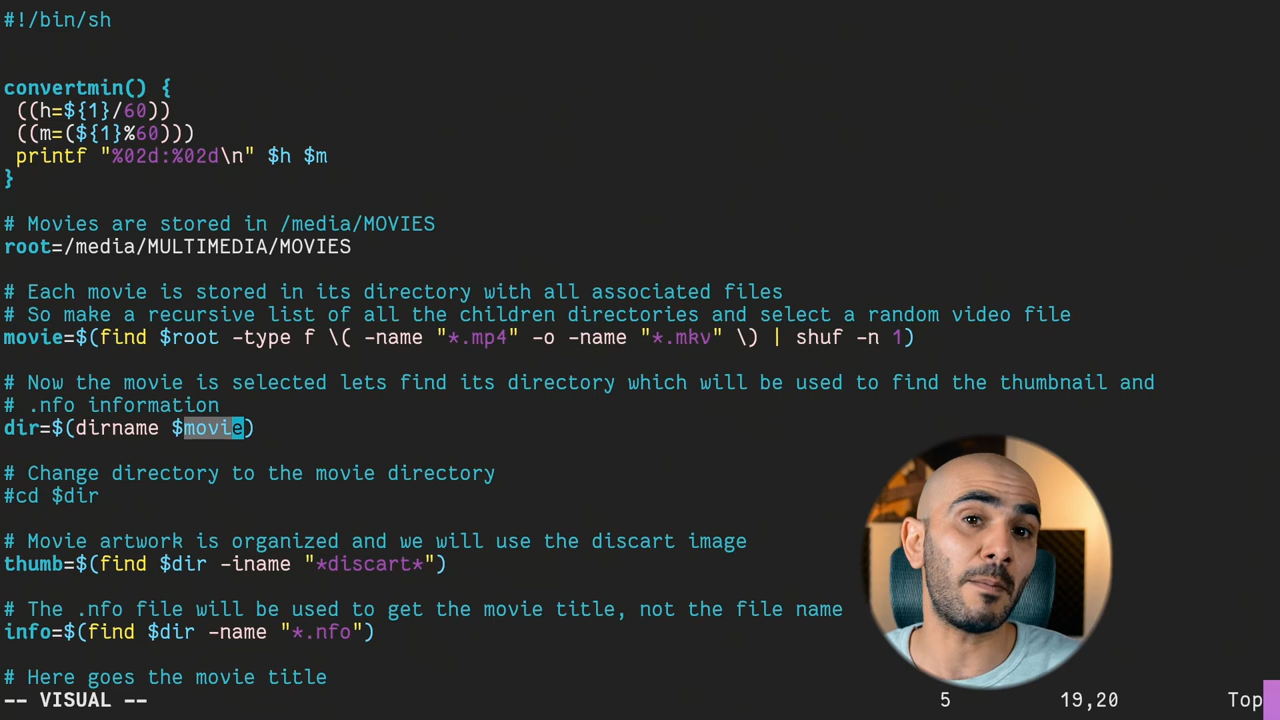 #!/bin/sh
convertmin() {
((h=${1}/60))
((m=(${1}%60)))
printf "%02d:%02d\n" $h $m
}
# Movies are stored in /media/MOVIES
root=/media/MULTIMEDIA/MOVIES
# Each movie is stored in its directory with all associated files
# So make a recursive list of all the children directories and select a random video file
movie=$(find $root -type f \( -name "*.mp4" -o -name "*.mkv" \) | shuf -n 1)
# Now the movie is selected lets find its directory which will be used to find the thumbnail and
# .nfo information
dir=$(dirname $movie)
# Change directory to the movie directory
#cd $dir
# Movie artwork is organized and we will use the discart image
thumb=$(find $dir -iname "*discart*")
# The .nfo file will be used to get the movie title, not the file name
info=$(find $dir -name "*.nfo")
# Here goes the movie title
-- VISUAL -- 5 19,20 Top